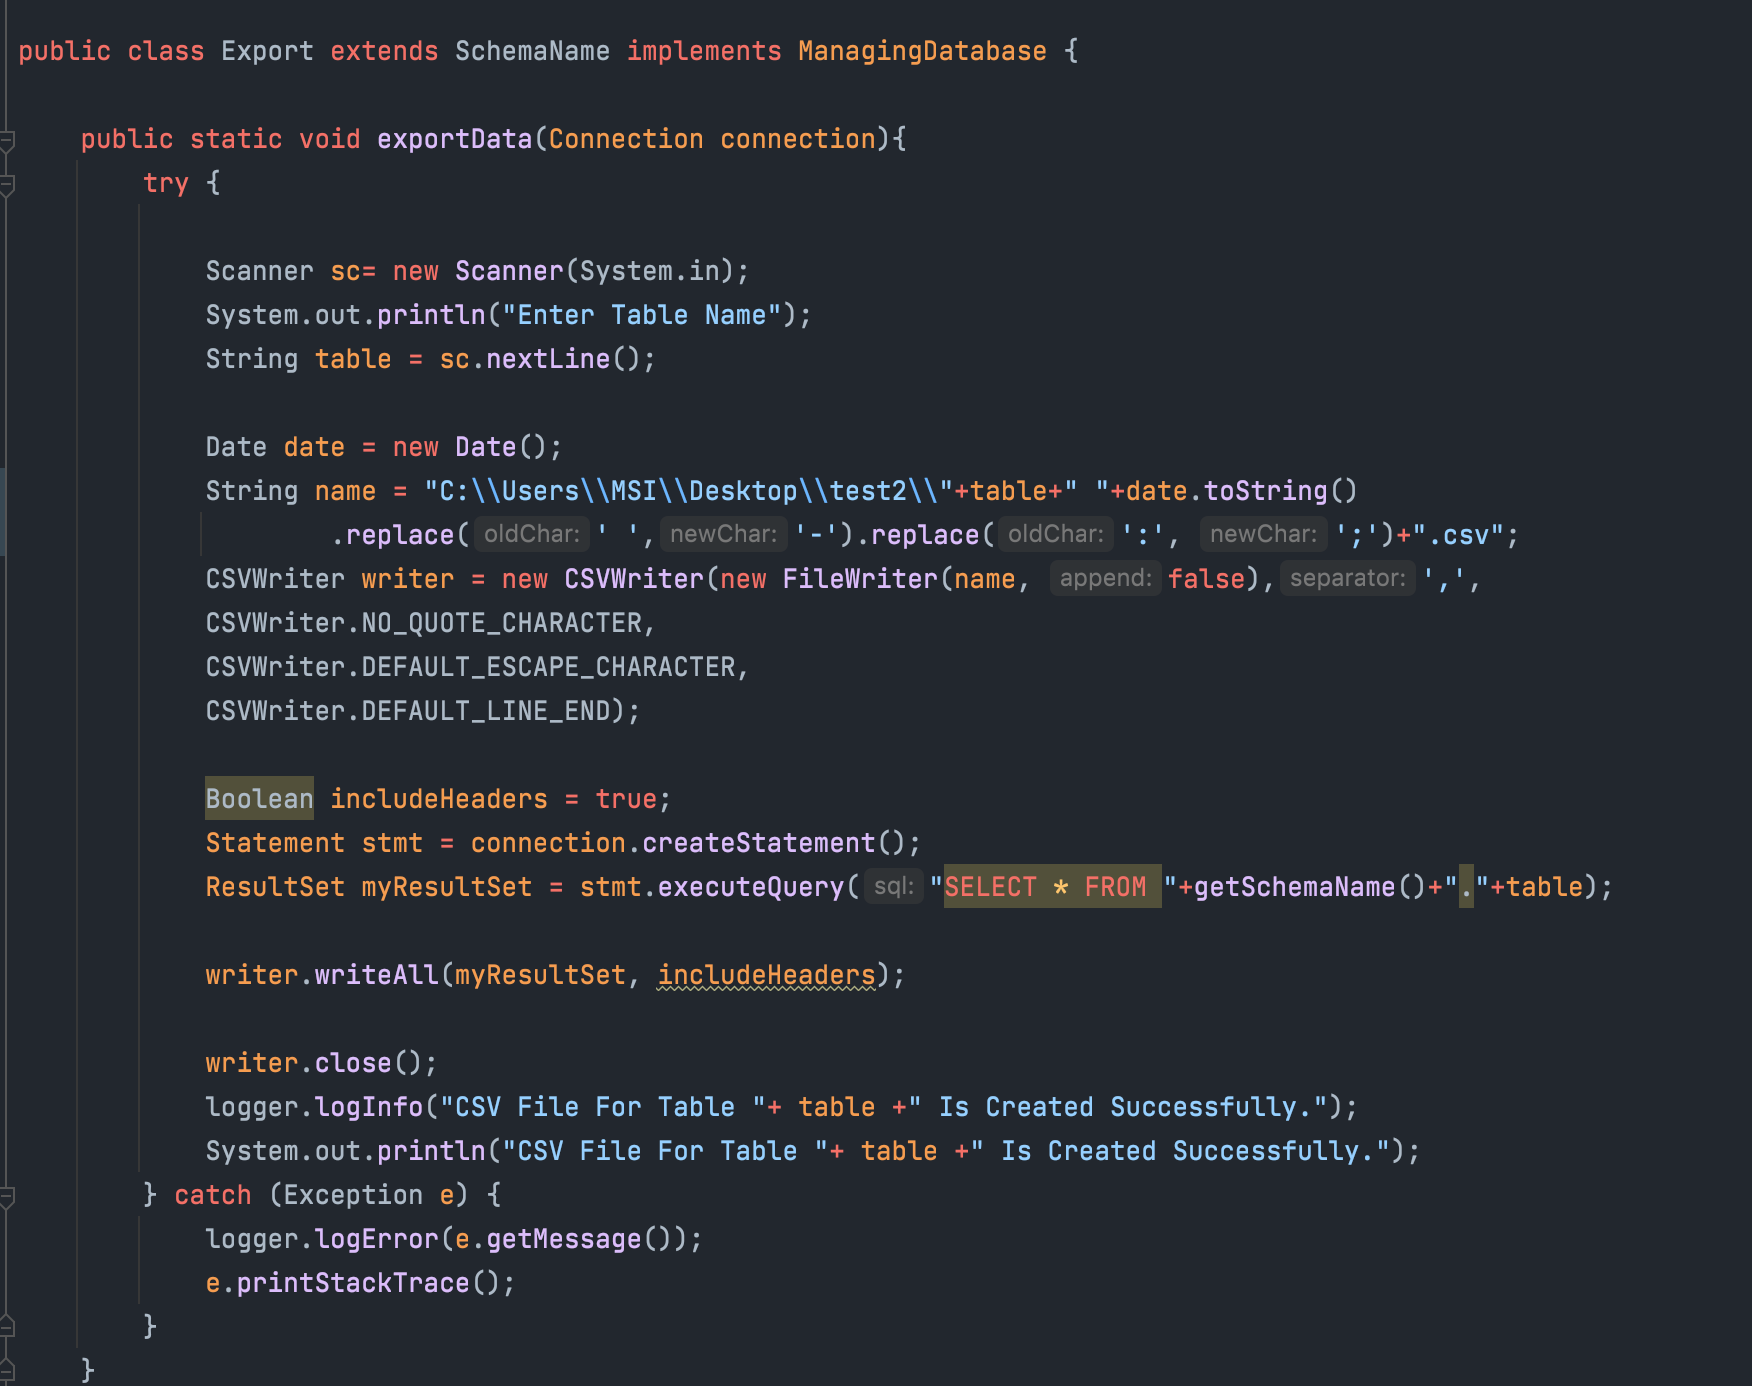 public class Export extends SchemaName implements ManagingDatabase {
public static void exportData(Connection connection){
try {
Scanner sc= new Scanner(System.in);
System.out.println("Enter Table Name");
String table = sc.nextLine();
Date date = new Date();
String name = "C:\\Users\\MSI\\Desktop\\test2\\"+table+" "+date.toString()
.replace( oldChar: ' ', newChar: '-').replace( oldChar: ':', newChar: ';')+".csv";
CSVWriter writer = new CSVWriter(new FileWriter(name, append: false), separator: ',',
CSVWriter.NO_QUOTE_CHARACTER,
CSVWriter.DEFAULT_ESCAPE_CHARACTER,
CSVWriter.DEFAULT_LINE_END);
Boolean includeHeaders = true;
Statement stmt = connection.createStatement();
ResultSet myResultSet = stmt.executeQuery( sql: "SELECT * FROM "+getSchemaName()+"."+table);
writer.writeAll(myResultSet, includeHeaders);
writer.close();
logger.logInfo("CSV File For Table "+ table +" Is Created Successfully.");
System.out.println("CSV File For Table "+ table +" Is Created Successfully.");
} catch (Exception e) {
logger.logError(e.getMessage());
e.printStackTrace();
}
}